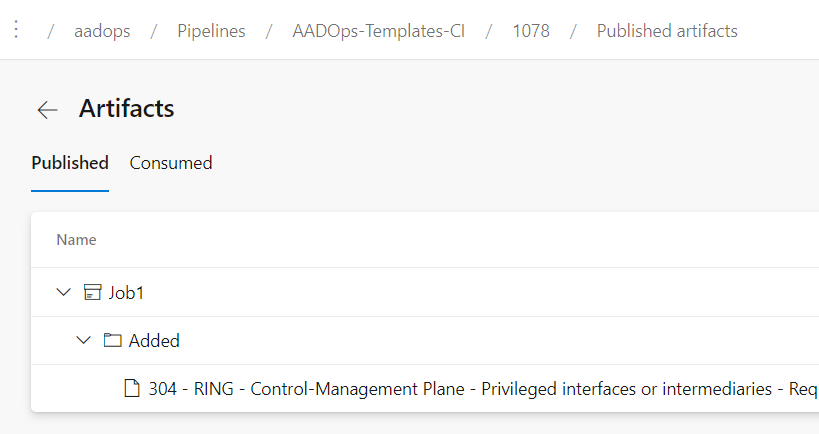 / aadops / Pipelines / AADOps-Templates-CI / 1078 / Published artifacts
Artifacts
Published Consumed
Name
Job1
Added
304 - RING - Control-Management Plane - Privileged interfaces or intermediaries - Req